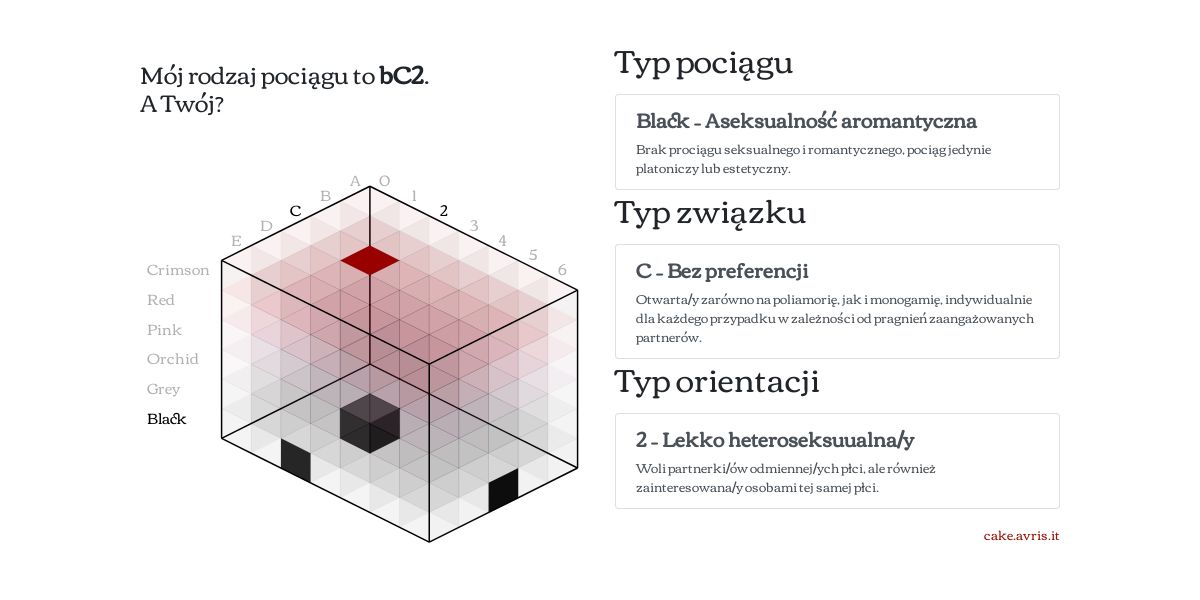 Mój rodzaj pociągu to bC2.
A Twój?
A
B
C
D
E
0
1
2
3
4
5
6
Crimson
Red
Pink
Orchid
Grey
Black
Typ pociągu
Black – Aseksualność aromantyczna
Brak prociągu seksualnego i romantycznego, pociąg jedynie
platoniczy lub estetyczny.
Typ związku
C – Bez preferencji
Otwarta/y zarówno na poliamorię, jak i monogamię, indywidualnie
dla każdego przypadku w zależności od pragnień zaangażowanych
partnerów.
Typ orientacji
2 – Lekko heteroseksuualna/y
Woli partnerki/ów odmiennej/ych płci, ale również
zainteresowana/y osobami tej samej płci.
cake.avris.it